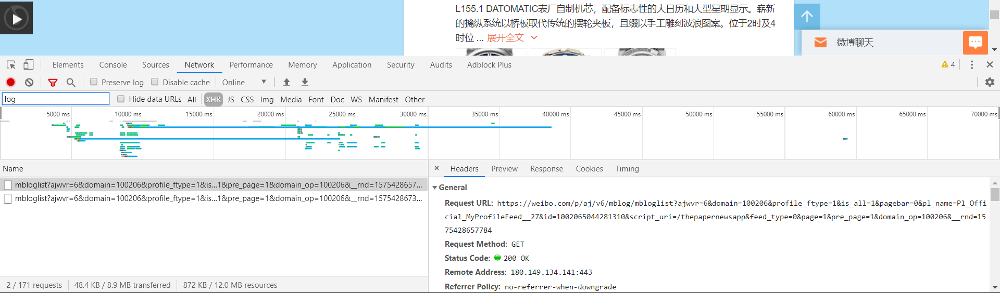 L155.1 DATOMATIC表厂自制机芯，配备标志性的大日历和大型星期显示。崭新
的擒纵系统以桥板取代传统的摆轮夹板，且缀以手工雕刻波浪图案。位于2时及4
时位 ... 展开全文
微博聊天
Elements Console Sources Network Performance Memory Application Security Audits Adblock Plus 4
Preserve log Disable cache Online
log Hide data URLs All XHR JS CSS Img Media Font Doc WS Manifest Other
5000 ms 10000 ms 15000 ms 20000 ms 25000 ms 30000 ms 35000 ms 40000 ms 45000 ms 50000 ms 55000 ms 60000 ms 65000 ms 70000 ms
Name
mbloglist?ajwvr=6&domain=100206&profile_ftype=1&is...1&pre_page=1&domain_op=100206&__rnd=1575428657...
mbloglist?ajwvr=6&domain=100206&profile_ftype=1&is...1&pre_page=1&domain_op=100206&__rnd=1575428673...
2 / 171 requests 48.4 KB / 8.9 MB transferred 872 KB / 12.0 MB resources
Headers Preview Response Cookies Timing
General
Request URL: https://weibo.com/p/aj/v6/mblog/mbloglist?ajwvr=6&domain=100206&profile_ftype=1&is_all=1&pagebar=0&pl_name=Pl_Offi
cial_MyProfileFeed__27&id=1002065044281310&script_uri=/thepapernewsapp&feed_type=0&page=1&pre_page=1&domain_op=100206&__rnd=15
75428657784
Request Method: GET
Status Code: 200 OK
Remote Address: 180.149.134.141:443
Referrer Policy: no-referrer-when-downgrade